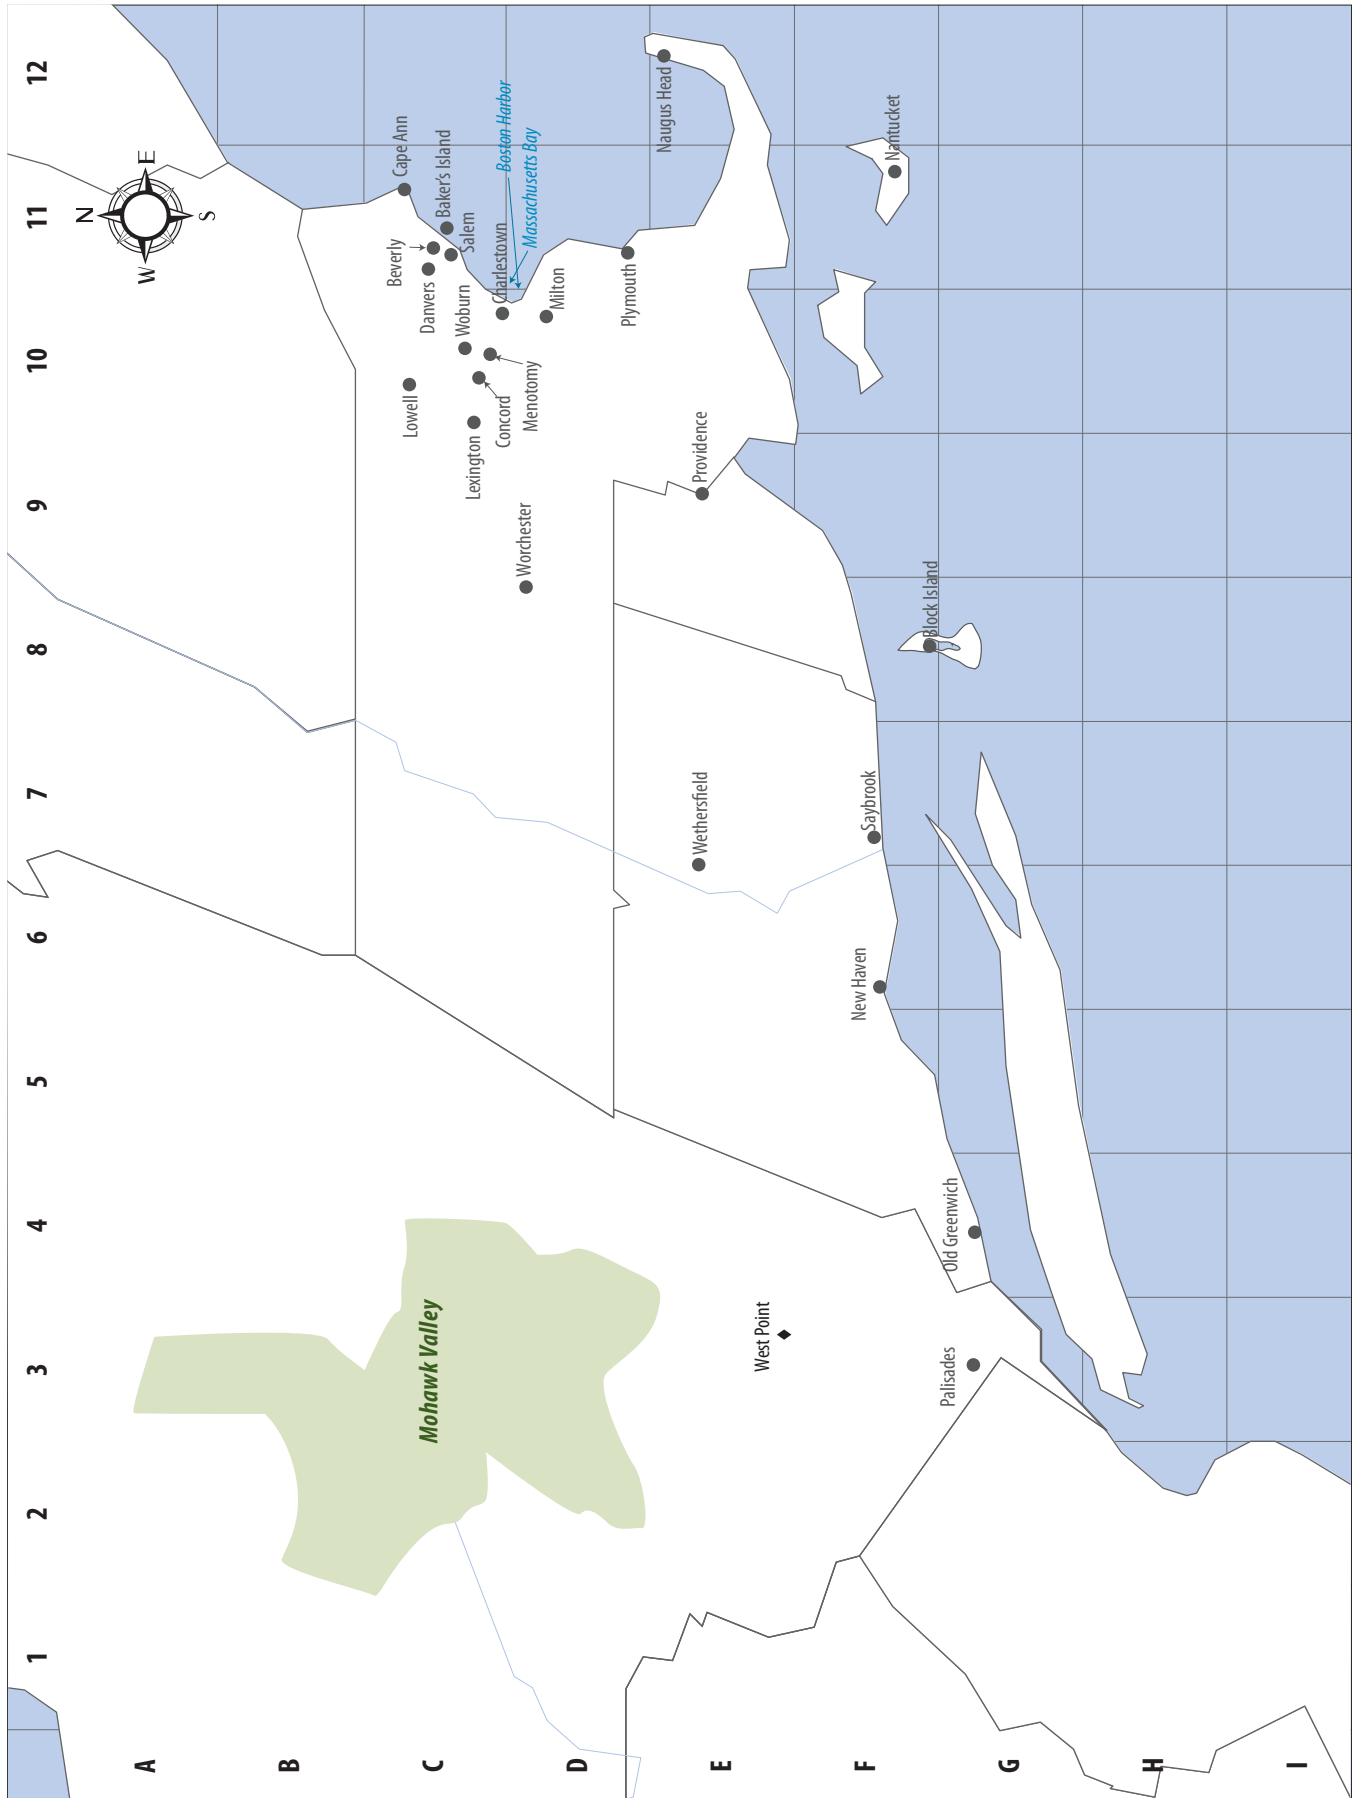 1
2
3
4
5
6
7
8
9
10
11
12
A
B
C
D
E
F
G
H
I
N
E
S
W
Mohawk Valley
West Point
Palisades
Old Greenwich
New Haven
Saybrook
Wethersfield
Block Island
Worchester
Providence
Lexington
Concord
Menotomy
Lowell
Woburn
Danvers
Beverly
Charlestown
Milton
Plymouth
Salem
Baker's Island
Cape Ann
Boston Harbor
Massachusetts Bay
Naugus Head
Nantucket